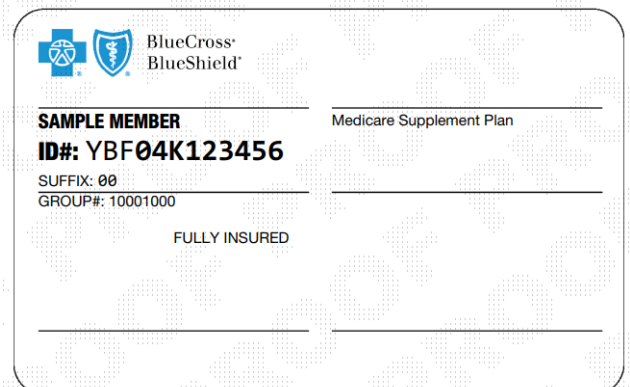 BlueCross®
BlueShield®
SAMPLE MEMBER
ID#: YBF04K123456
SUFFIX: 00
GROUP#: 10001000
FULLY INSURED
Medicare Supplement Plan